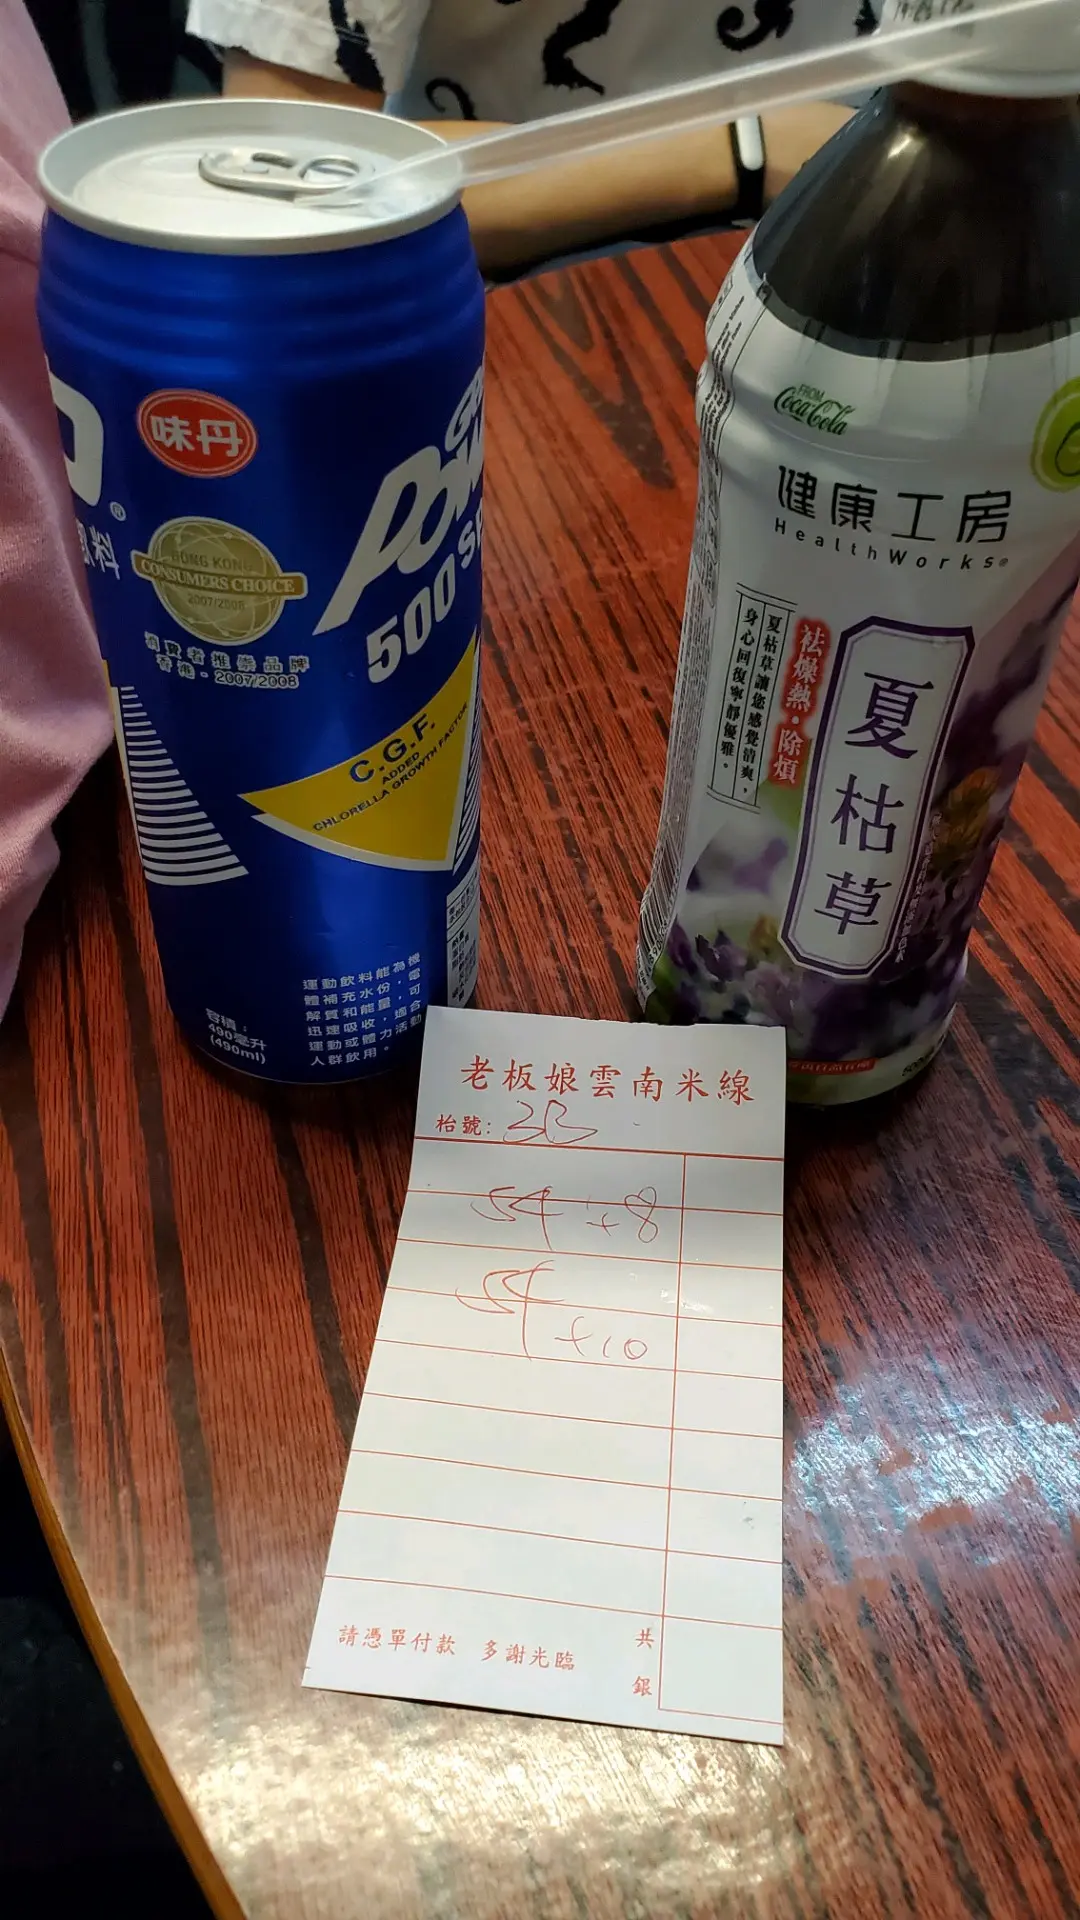 味丹
®
HONG KONG
CONSUMERS CHOICE
2007/2008
消費者推崇品牌
香港-2007/2008
POW
500
C.G.F.
ADDED
CHLORELLA GROWTH FACTOR
容積:
490毫升
(490ml)
運動飲料能為機
體補充水份,電
解質和能量,可
迅速吸收,適合
運動或體力活動
人群飲用。
FROM
Coca-Cola
健康工房
HealthWorks®
夏枯草讓您感覺清爽,
身心回復寧靜優雅。
祛燥熱·除煩
夏枯草
老板娘雲南米線
枱號: 3B
54 +8
54
+10
請憑單付款 多謝光臨
共
銀